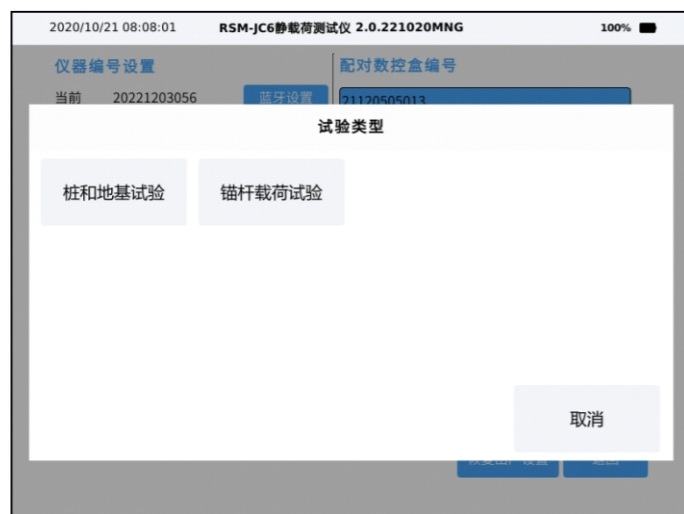 2020/10/21 08:08:01 RSM-JC6静载荷测试仪 2.0.221020MNG 100%
仪器编号设置 配对数控盒编号
当前 20221203056 蓝牙设置 21120505013
试验类型
桩和地基试验 锚杆载荷试验
取消